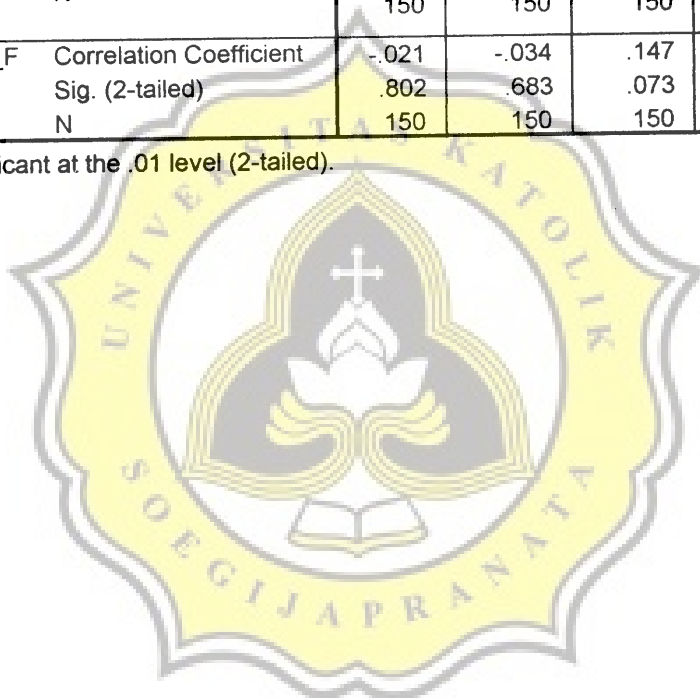 150 150 150
_F Correlation Coefficient -.021 -.034 .147
Sig. (2-tailed) .802 .683 .073
N 150 150 150
icant at the .01 level (2-tailed).
UNIVERSITAS KATOLIK
SOEGIJAPRANATA